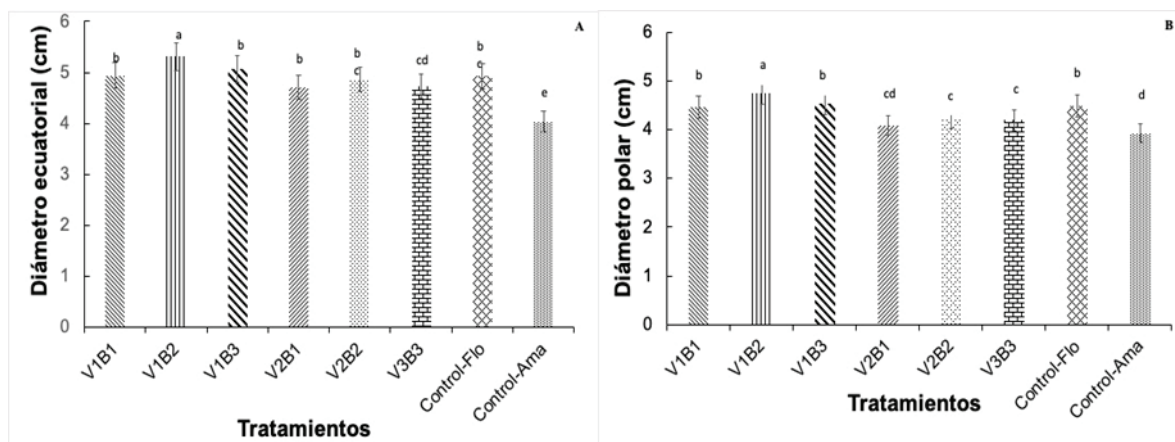 A
Diámetro ecuatorial (cm)
6
5
4
3
2
1
0
b
a
b
b
b
c
cd
b
c
e
V1B1
V1B2
V1B3
V2B1
V2B2
V3B3
Control-Flo
Control-Ama
Tratamientos
B
Diámetro polar (cm)
6
5
4
3
2
1
0
b
a
b
cd
c
c
b
d
V1B1
V1B2
V1B3
V2B1
V2B2
V3B3
Control-Flo
Control-Ama
Tratamientos